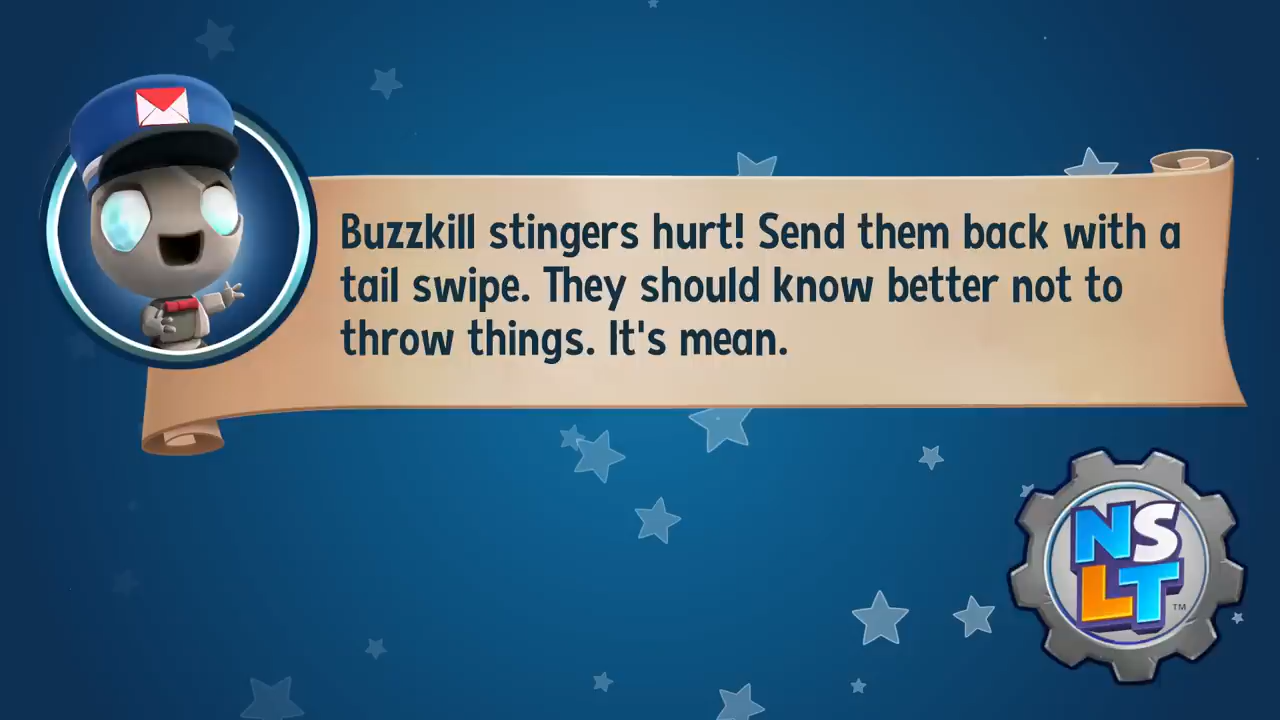 Buzzkill stingers hurt! Send them back with a
tail swipe. They should know better not to
throw things. It's mean.
NS
LT
TM